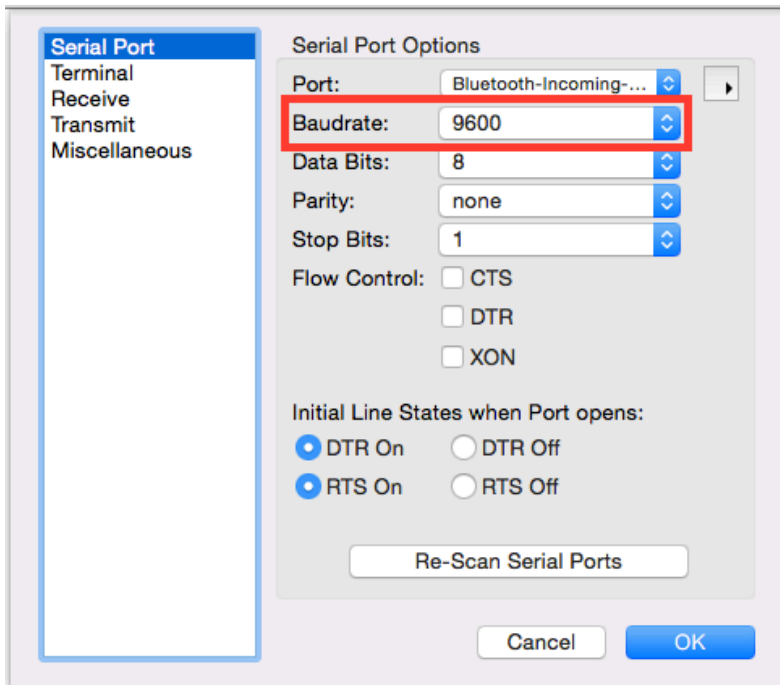 Serial Port
Terminal
Receive
Transmit
Miscellaneous
Serial Port Options
Port: Bluetooth-Incoming-...
Baudrate: 9600
Data Bits: 8
Parity: none
Stop Bits: 1
Flow Control: CTS
DTR
XON
Initial Line States when Port opens:
DTR On DTR Off
RTS On RTS Off
Re-Scan Serial Ports
Cancel OK